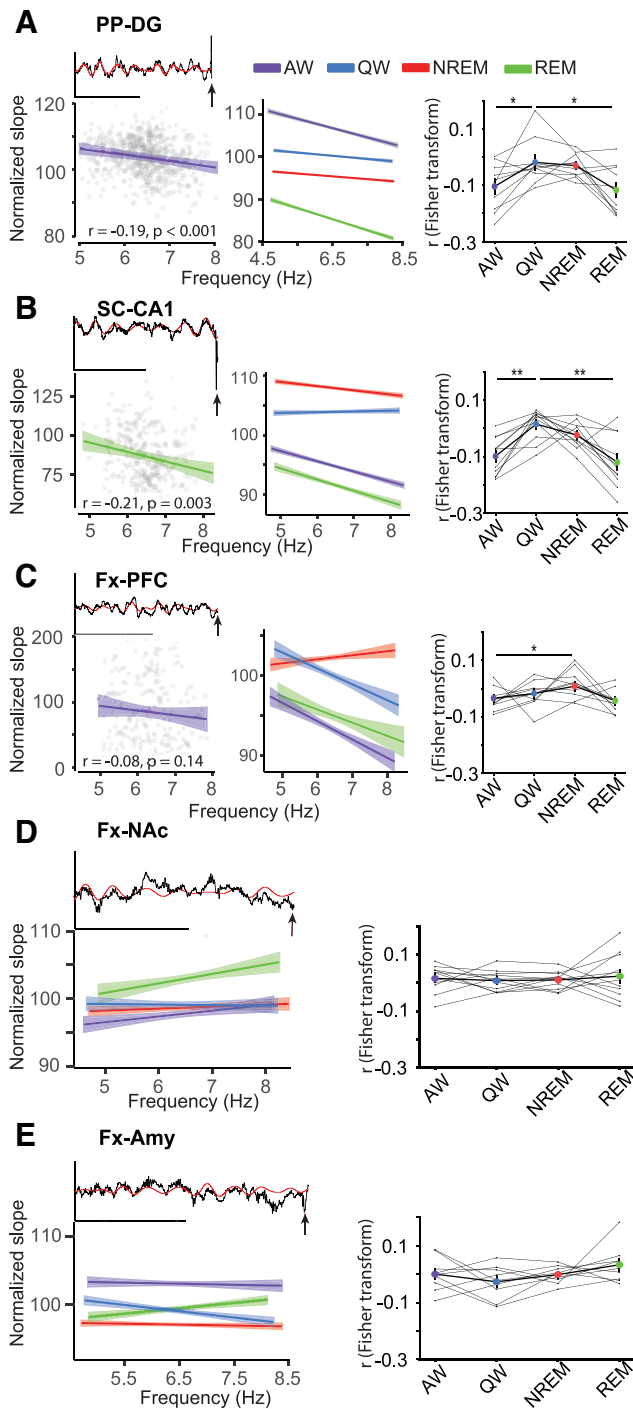 A
PP-DG
AW QW NREM REM
Normalized slope
120
100
80
5 6 7 8
r = -0.19, p < 0.001
Frequency (Hz)
110
100
90
80
4.5 5.5 6.5 7.5 8.5
r (Fisher transform)
0.1
-0.1
-0.3
* *
AW QW NREM REM
B
SC-CA1
Normalized slope
125
100
75
r = -0.21, p = 0.003
5 6 7 8
Frequency (Hz)
110
100
90
5 6 7 8
r (Fisher transform)
0.1
-0.1
-0.3
** **
AW QW NREM REM
C
Fx-PFC
Normalized slope
200
100
0
r = -0.08, p = 0.14
5 6 7 8
Frequency (Hz)
100
90
5 6 7 8
r (Fisher transform)
0.1
-0.1
-0.3
*
AW QW NREM REM
D
Fx-NAc
Normalized slope
110
100
90
5 6 7 8
Frequency (Hz)
r (Fisher transform)
0.1
-0.1
-0.3
AW QW NREM REM
E
Fx-Amy
Normalized slope
110
100
5.5 6.5 7.5 8.5
Frequency (Hz)
r (Fisher transform)
0.1
-0.1
-0.3
AW QW NREM REM